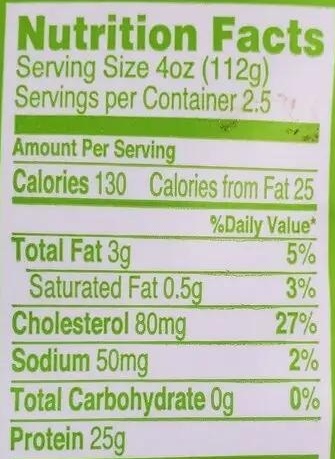 Nutrition Facts
Serving Size 4oz (112g)
Servings per Container 2.5
Amount Per Serving
Calories 130 Calories from Fat 25
%Daily Value*
Total Fat 3g 5%
Saturated Fat 0.5g 3%
Cholesterol 80mg 27%
Sodium 50mg 2%
Total Carbohydrate 0g 0%
Protein 25g